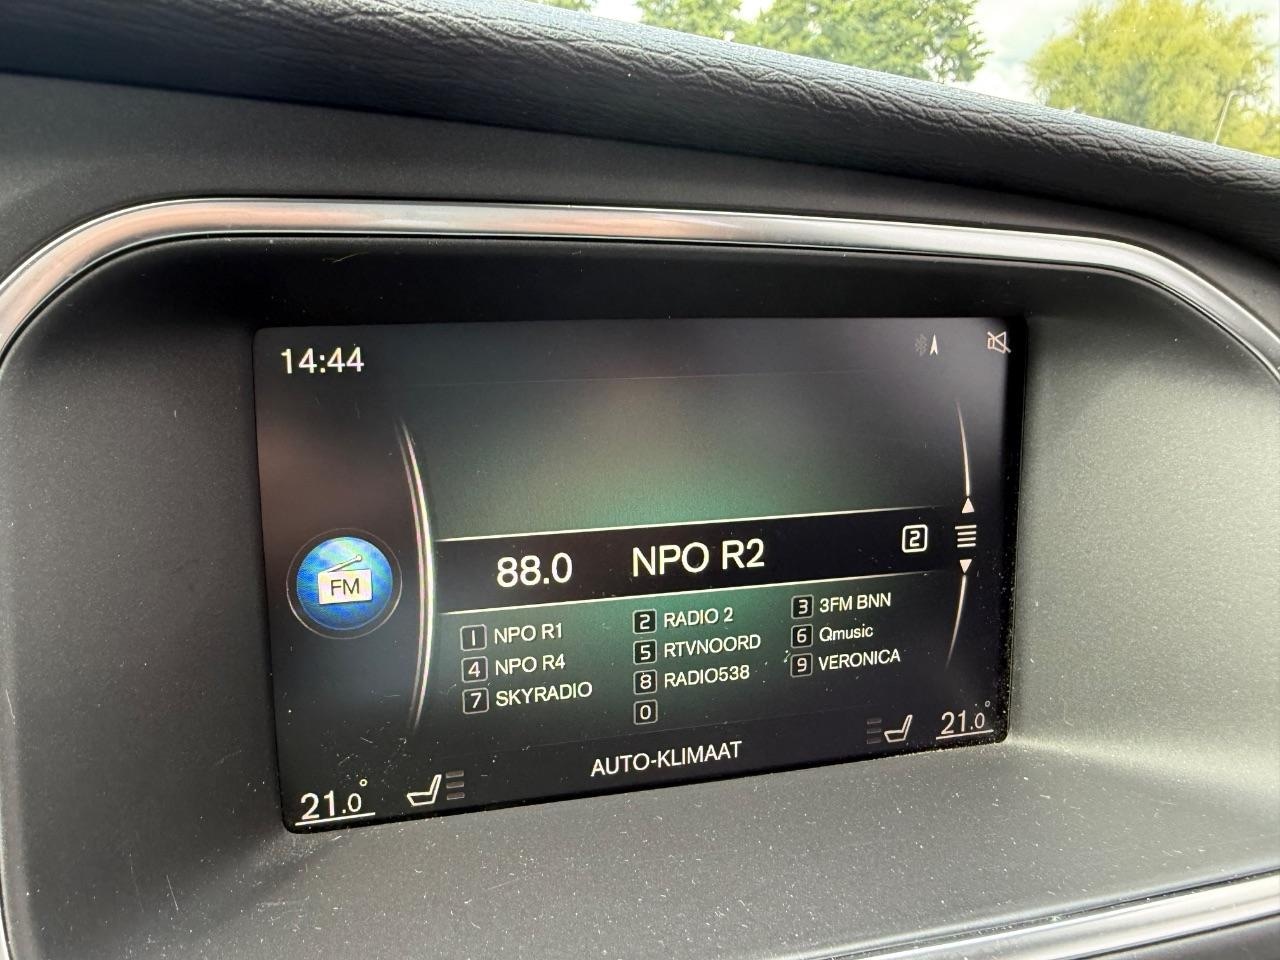 14:44
FM
88.0 NPO R2 2
1 NPO R1 2 RADIO 2 3 3FM BNN
4 NPO R4 5 RTVNOORD 6 Qmusic
7 SKYRADIO 8 RADIO538 9 VERONICA
0
21.0° AUTO-KLIMAAT 21.0°